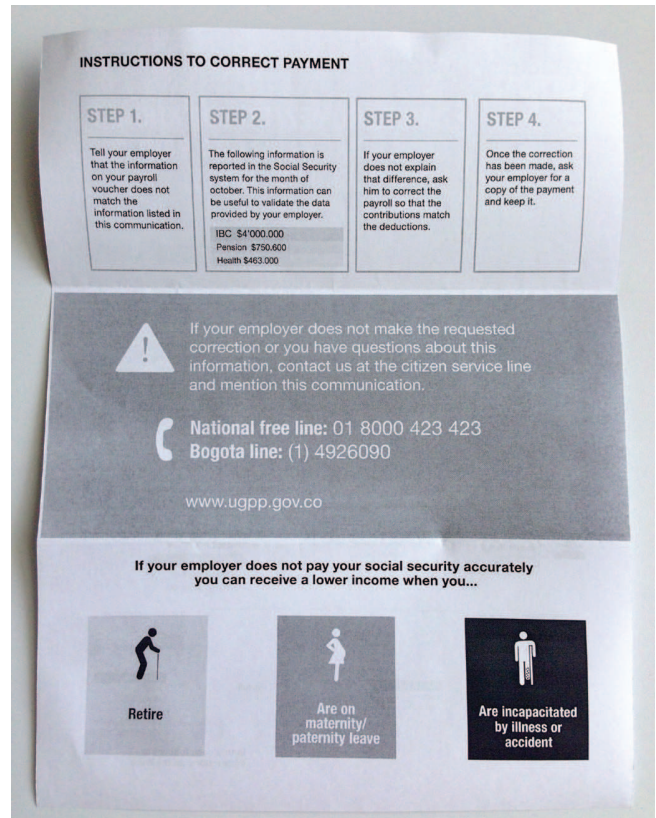 INSTRUCTIONS TO CORRECT PAYMENT
STEP 1.
Tell your employer
that the information
on your payroll
voucher does not
match the
information listed in
this communication.
STEP 2.
The following information is
reported in the Social Security
system for the month of
october. This information can
be useful to validate the data
provided by your employer.
IBC $4'000.000
Pension $750.600
Health $463.000
STEP 3.
If your employer
does not explain
that difference, ask
him to correct the
payroll so that the
contributions match
the deductions.
STEP 4.
Once the correction
has been made, ask
your employer for a
copy of the payment
and keep it.
If your employer does not make the requested
correction or you have questions about this
information, contact us at the citizen service line
and mention this communication.
National free line: 01 8000 423 423
Bogota line: (1) 4926090
www.ugpp.gov.co
If your employer does not pay your social security accurately
you can receive a lower income when you...
Retire
Are on
maternity/
paternity leave
Are incapacitated
by illness or
accident